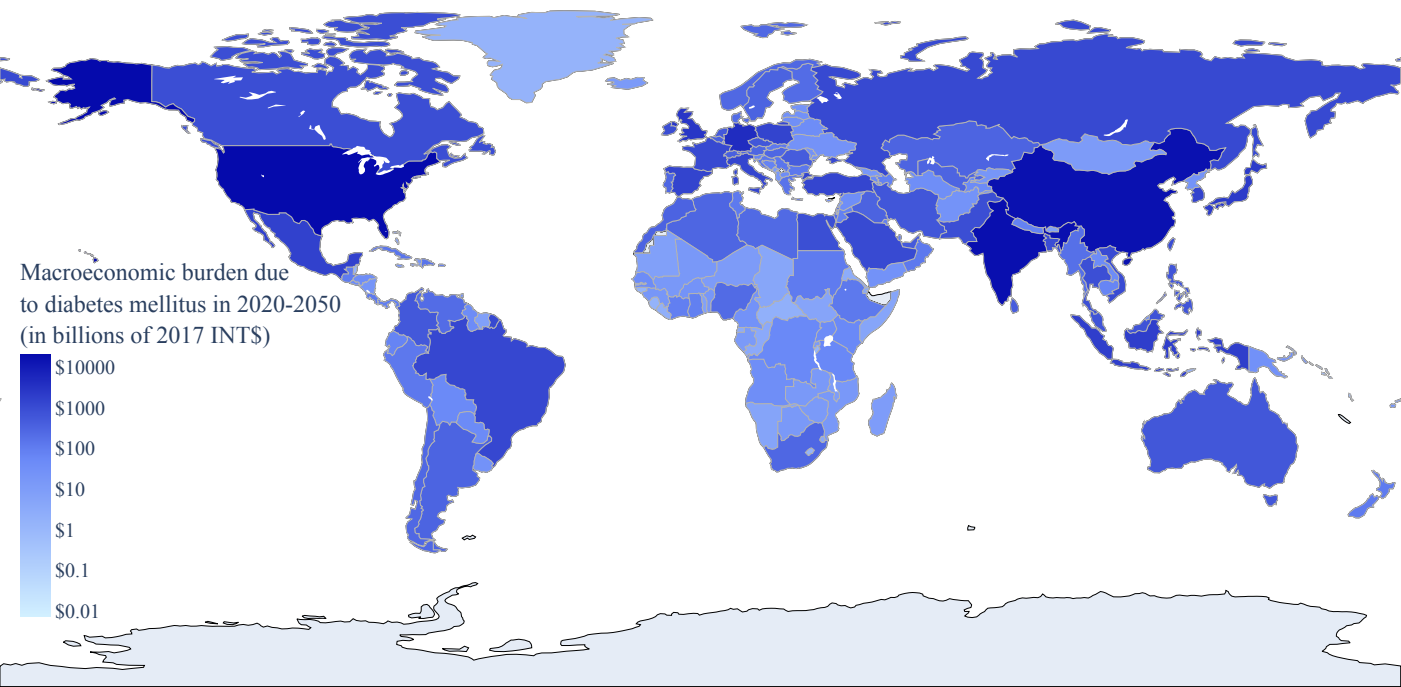 Macroeconomic burden due
to diabetes mellitus in 2020-2050
(in billions of 2017 INT$)
$10000
$1000
$100
$10
$1
$0.1
$0.01